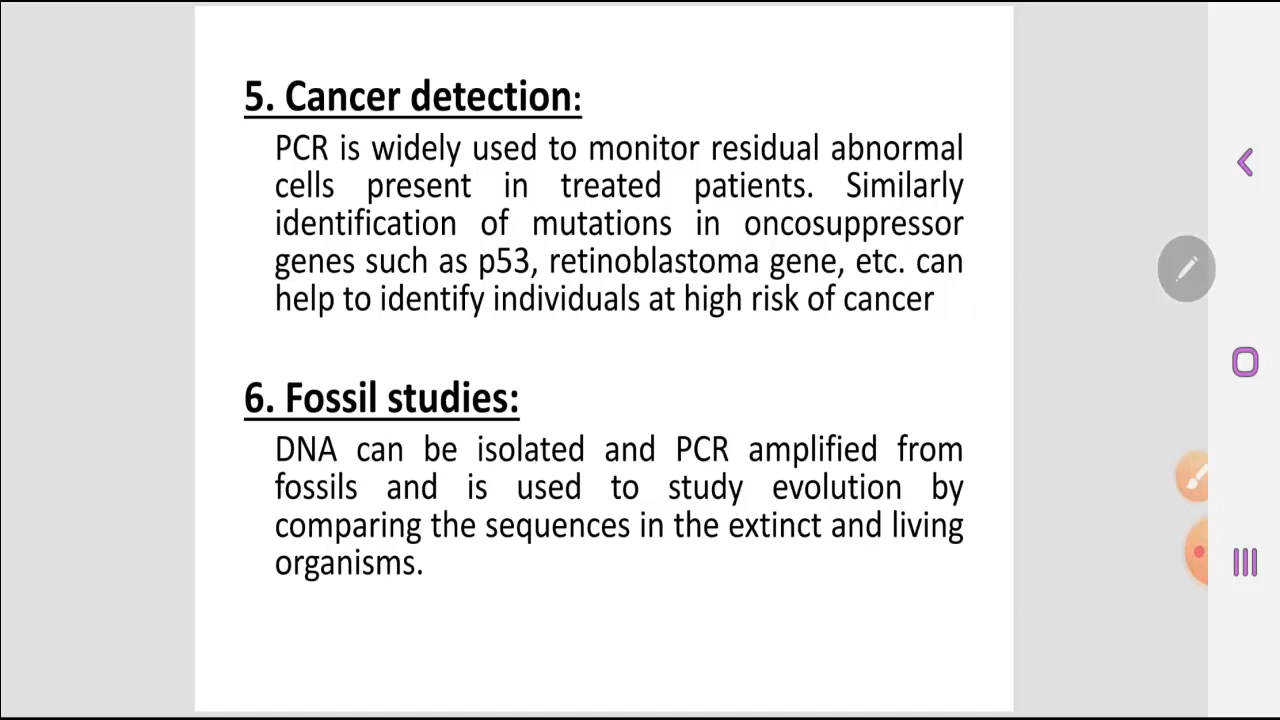 5. Cancer detection:
PCR is widely used to monitor residual abnormal
cells present in treated patients. Similarly
identification of mutations in oncosuppressor
genes such as p53, retinoblastoma gene, etc. can
help to identify individuals at high risk of cancer
6. Fossil studies:
DNA can be isolated and PCR amplified from
fossils and is used to study evolution by
comparing the sequences in the extinct and living
organisms.